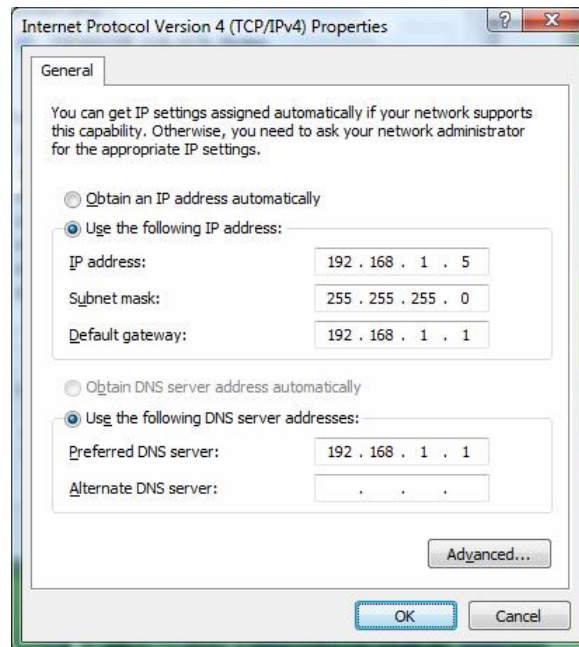 Internet Protocol Version 4 (TCP/IPv4) Properties
General
You can get IP settings assigned automatically if your network supports
this capability. Otherwise, you need to ask your network administrator
for the appropriate IP settings.
Obtain an IP address automatically
Use the following IP address:
IP address: 192 . 168 . 1 . 5
Subnet mask: 255 . 255 . 255 . 0
Default gateway: 192 . 168 . 1 . 1
Obtain DNS server address automatically
Use the following DNS server addresses:
Preferred DNS server: 192 . 168 . 1 . 1
Alternate DNS server: . . .
Advanced...
OK Cancel